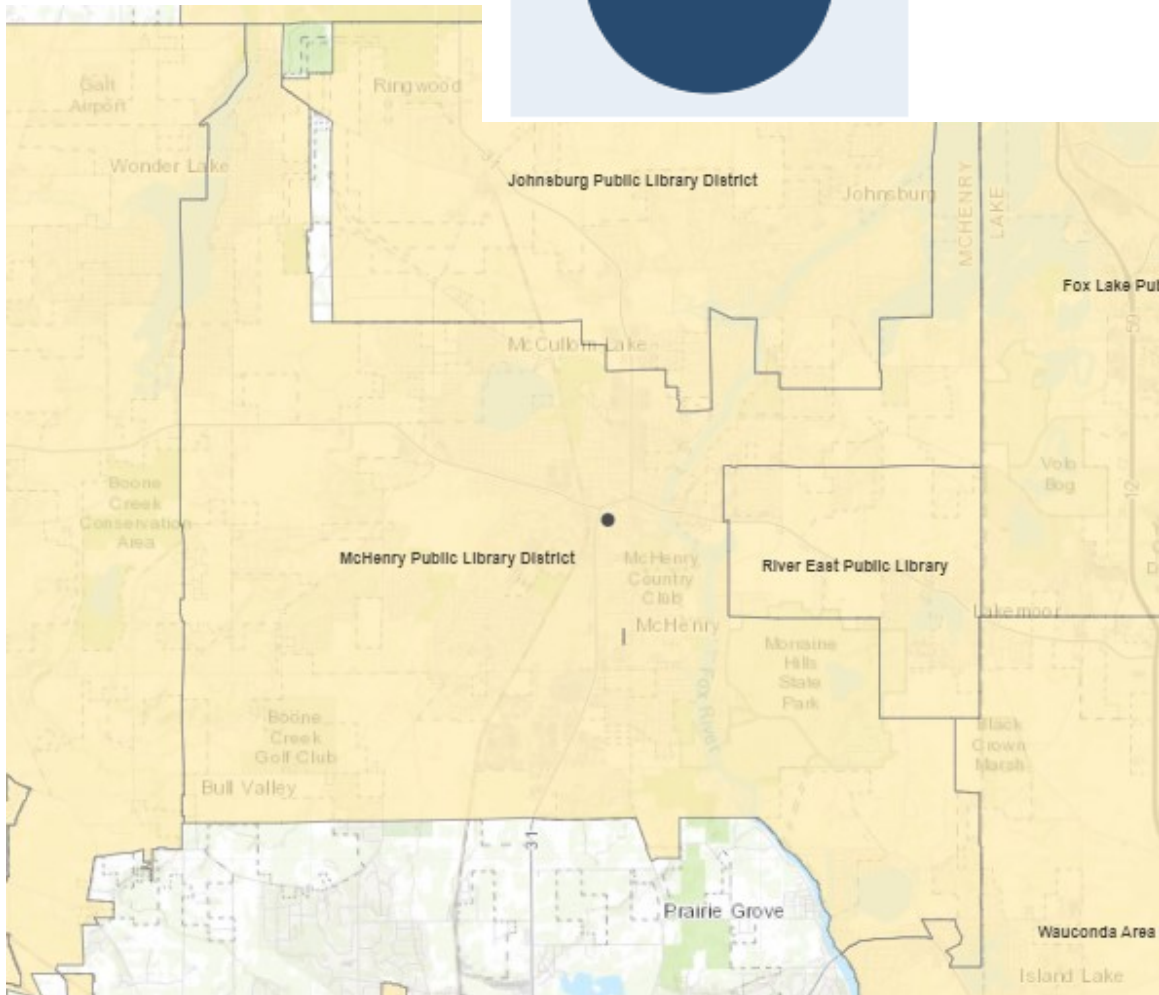 Galt
Airport
Ringwood
31
Wonder Lake
Johnsburg Public Library District
Johnsburg
MCHENRY
LAKE
Fox Lake Pul
59
McCullom Lake
Boone
Creek
Conservation
Area
Volo
Bog
12
McHenry Public Library District
McHenry
Country
Club
River East Public Library
McHenry
Lakemoor
Moraine
Hills
State
Park
Fox River
Boone
Creek
Golf Club
Black
Crown
Marsh
Bull Valley
31
Prairie Grove
Wauconda Area
Island Lake